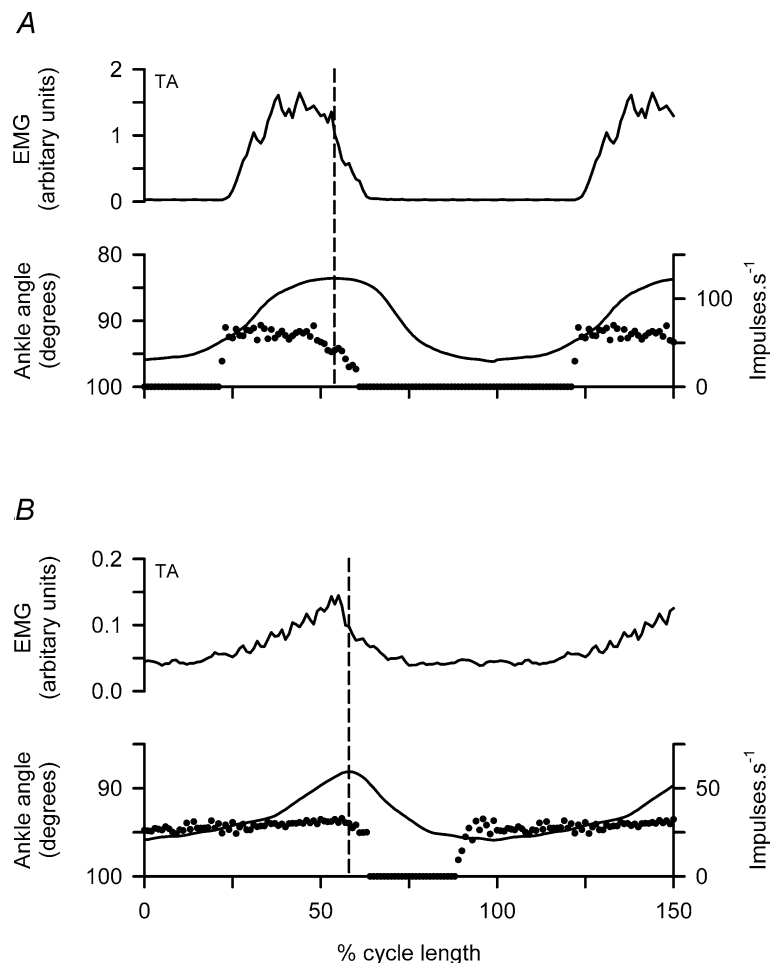 A
TA
2
1
0
EMG
(arbitary units)
80
90
100
Ankle angle
(degrees)
100
0
Impulses.s-1
B
TA
0.2
0.1
0.0
EMG
(arbitary units)
90
100
Ankle angle
(degrees)
50
0
Impulses.s-1
0 50 100 150
% cycle length